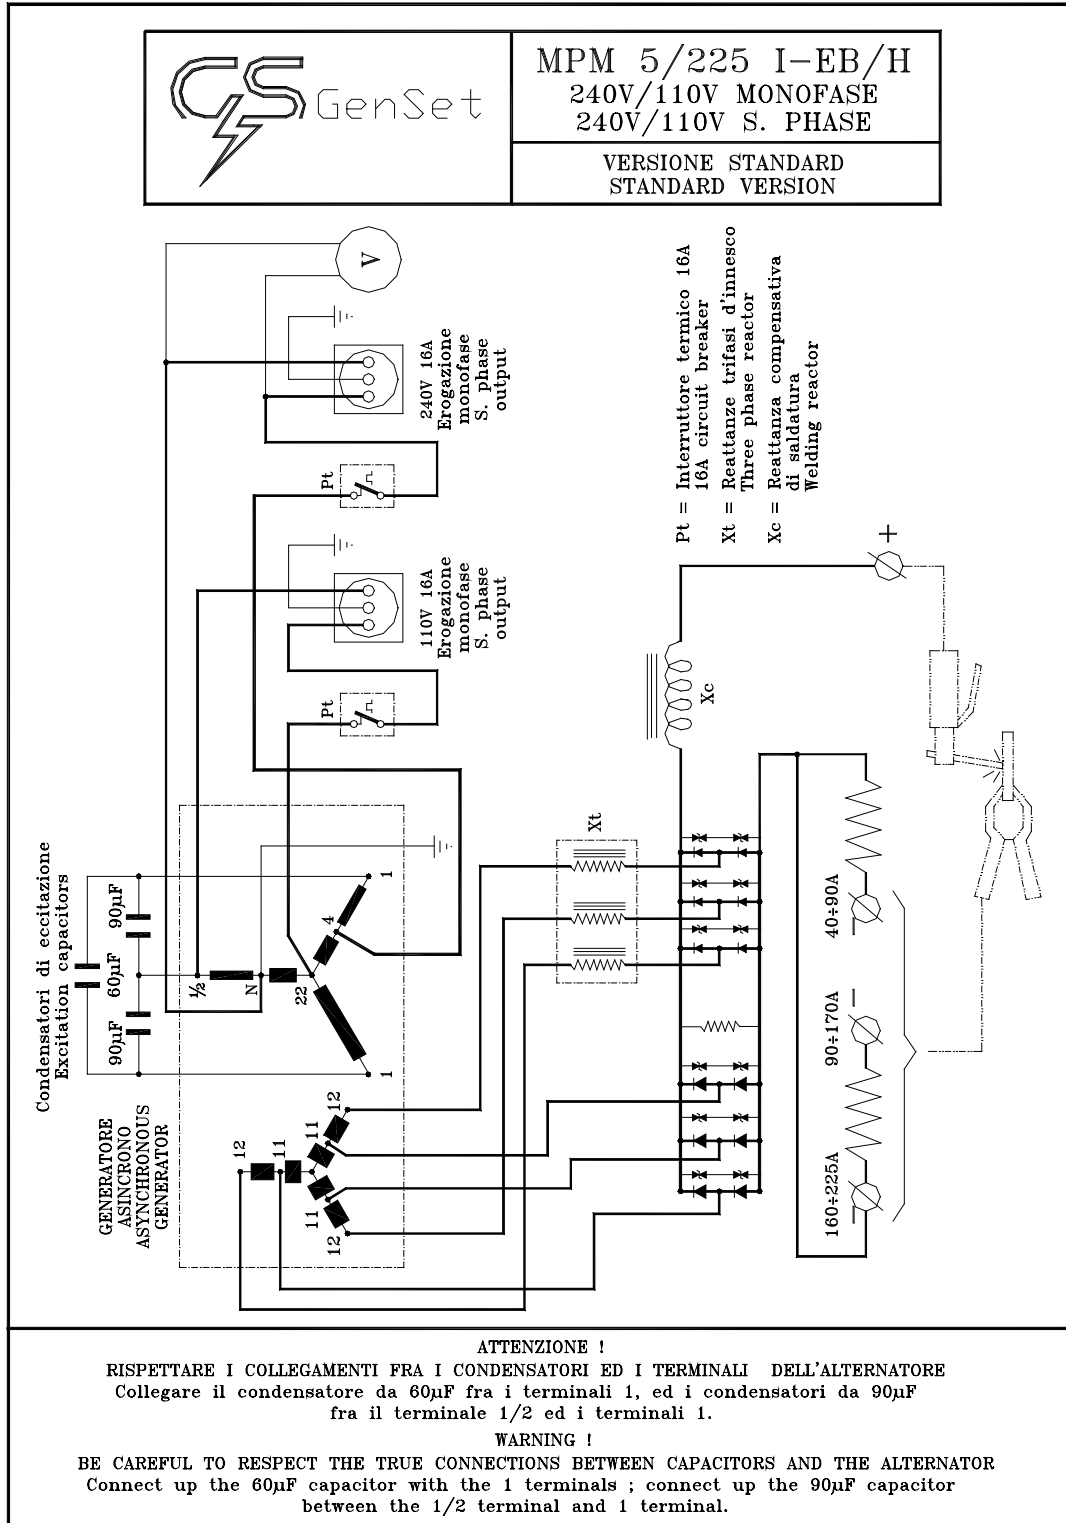 GS GenSet
MPM 5/225 I-EB/H
240V/110V MONOFASE
240V/110V S. PHASE
VERSIONE STANDARD
STANDARD VERSION
V
240V 16A
Erogazione
monofase
S. phase
output
Pt
110V 16A
Erogazione
monofase
S. phase
output
Pt
Pt = Interruttore termico 16A
16A circuit breaker
Xt = Reattanze trifasi d'innesco
Three phase reactor
Xc = Reattanza compensativa
di saldatura
Welding reactor
+
Xc
Xt
Condensatori di eccitazione
Excitation capacitors
90µF
60µF
90µF
1
4
½
N
22
1
GENERATORE
ASINCRONO
ASYNCHRONOUS
GENERATOR
12
11
11
12
11
12
40÷90A
90÷170A
160÷225A
ATTENZIONE !
RISPETTARE I COLLEGAMENTI FRA I CONDENSATORI ED I TERMINALI DELL'ALTERNATORE
Collegare il condensatore da 60µF fra i terminali 1, ed i condensatori da 90µF
fra il terminale 1/2 ed i terminali 1.
WARNING !
BE CAREFUL TO RESPECT THE TRUE CONNECTIONS BETWEEN CAPACITORS AND THE ALTERNATOR
Connect up the 60µF capacitor with the 1 terminals ; connect up the 90µF capacitor
between the 1/2 terminal and 1 terminal.